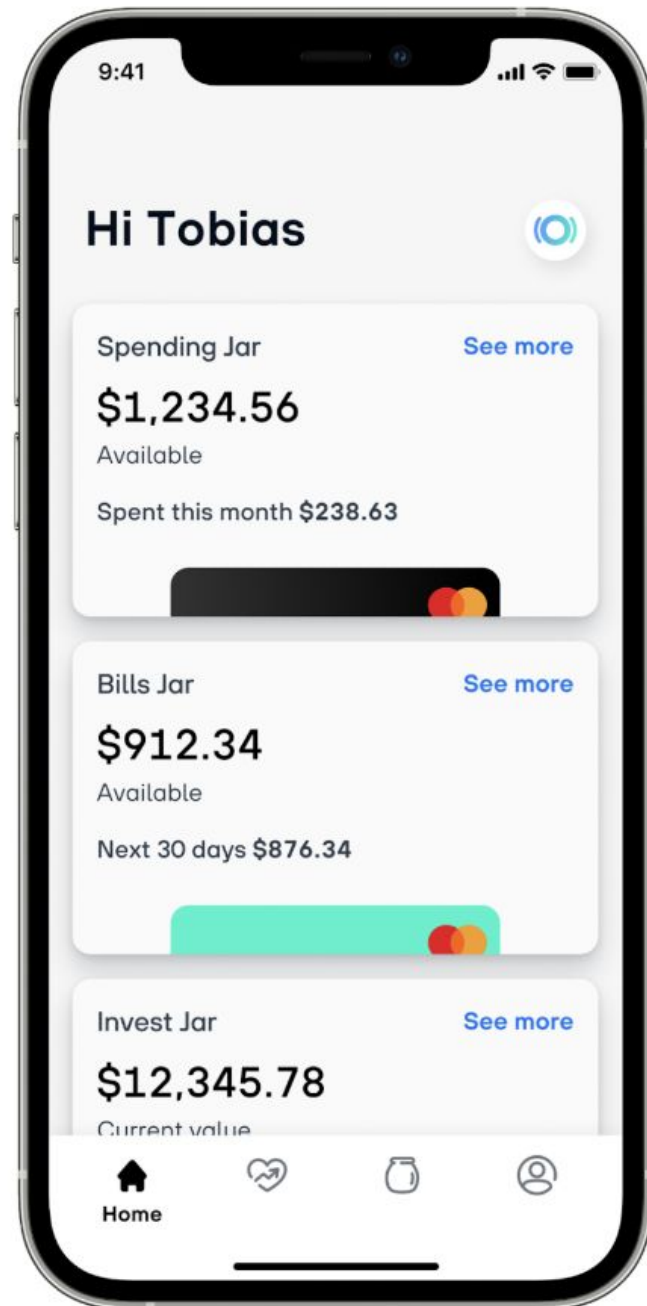 9:41
Hi Tobias
Spending Jar See more
$1,234.56
Available
Spent this month $238.63
Bills Jar See more
$912.34
Available
Next 30 days $876.34
Invest Jar See more
$12,345.78
Current value
Home